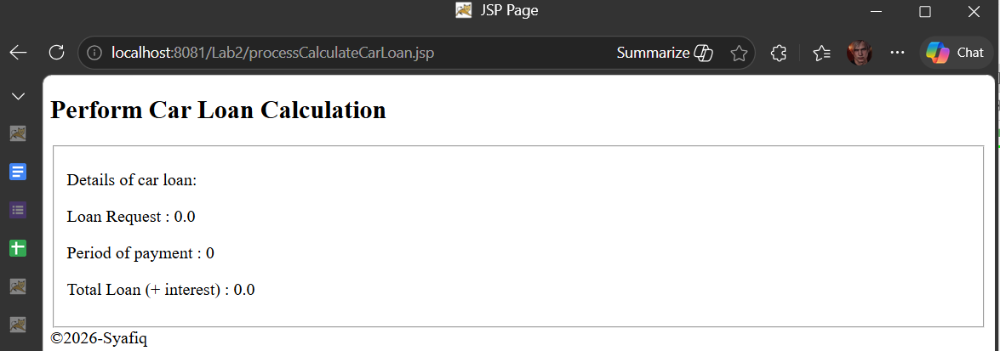 JSP Page
localhost:8081/Lab2/processCalculateCarLoan.jsp
Summarize
Chat
Perform Car Loan Calculation
Details of car loan:
Loan Request : 0.0
Period of payment : 0
Total Loan (+ interest) : 0.0
©2026-Syafiq